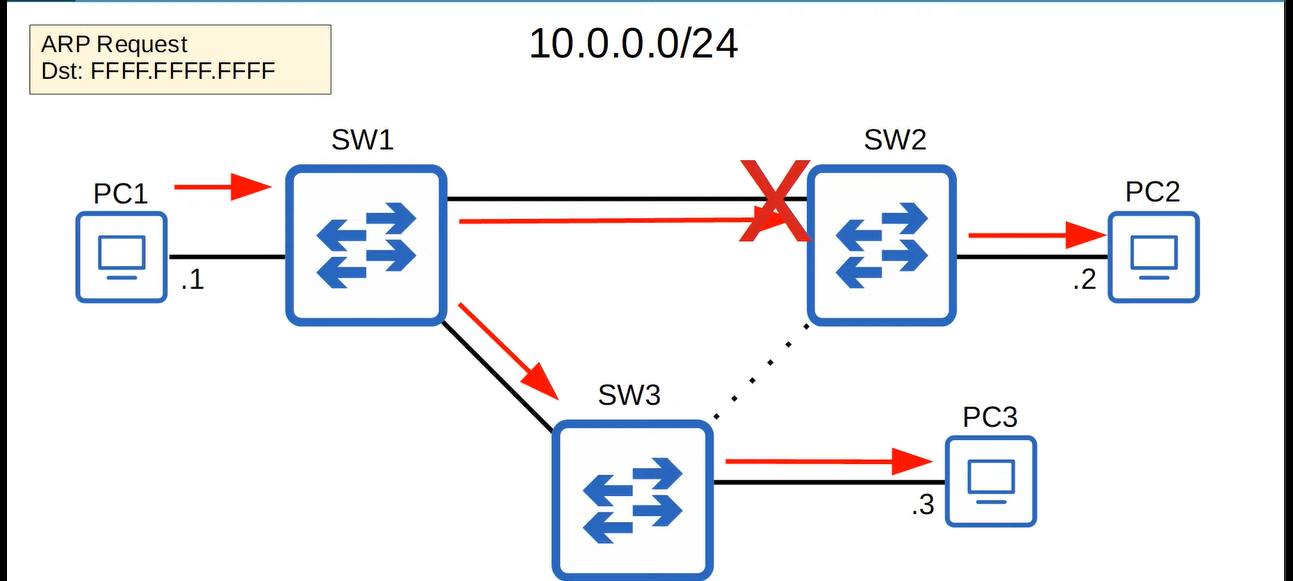 10.0.0.0/24
ARP Request
Dst: FFFF.FFFF.FFFF
SW1
SW2
PC1
PC2
.1
.2
SW3
PC3
.3